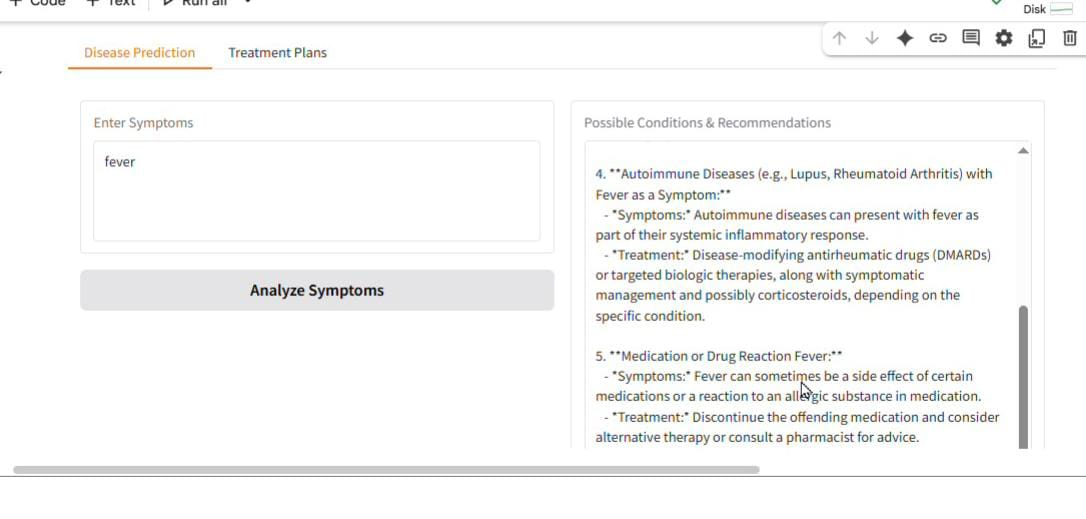 + Code + Text Run all
Disk
Disease Prediction Treatment Plans
Enter Symptoms
fever
Analyze Symptoms
Possible Conditions & Recommendations
4. **Autoimmune Diseases (e.g., Lupus, Rheumatoid Arthritis) with
Fever as a Symptom:**
- *Symptoms:* Autoimmune diseases can present with fever as
part of their systemic inflammatory response.
- *Treatment:* Disease-modifying antirheumatic drugs (DMARDs)
or targeted biologic therapies, along with symptomatic
management and possibly corticosteroids, depending on the
specific condition.
5. **Medication or Drug Reaction Fever:**
- *Symptoms:* Fever can sometimes be a side effect of certain
medications or a reaction to an allergic substance in medication.
- *Treatment:* Discontinue the offending medication and consider
alternative therapy or consult a pharmacist for advice.